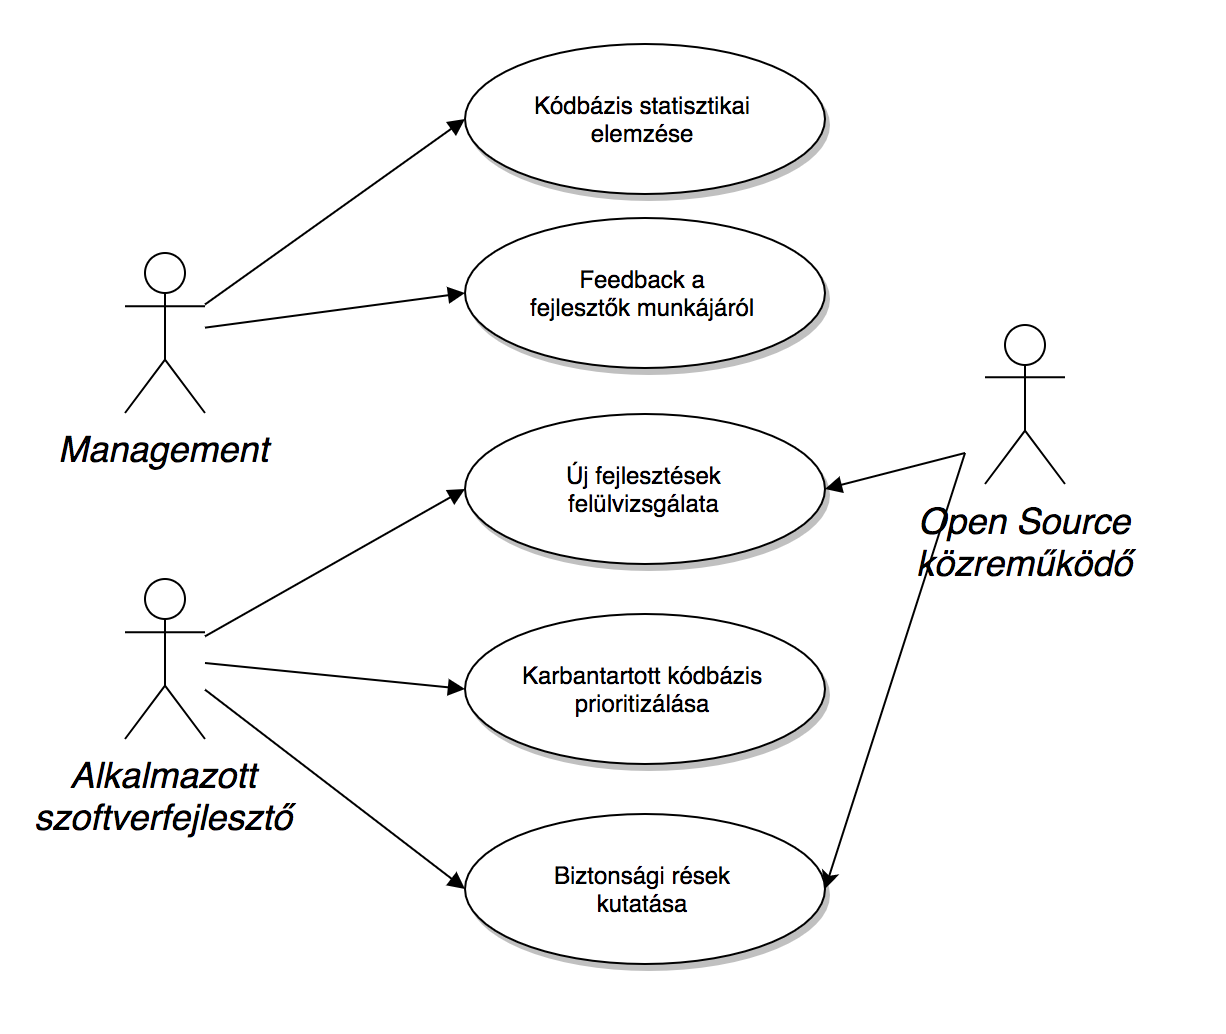 Kódbázis statisztikai
elemzése
Feedback a
fejlesztők munkájáról
Management
Új fejlesztések
felülvizsgálata
Open Source
közreműködő
Karbantartott kódbázis
prioritizálása
Alkalmazott
szoftverfejlesztő
Biztonsági rések
kutatása